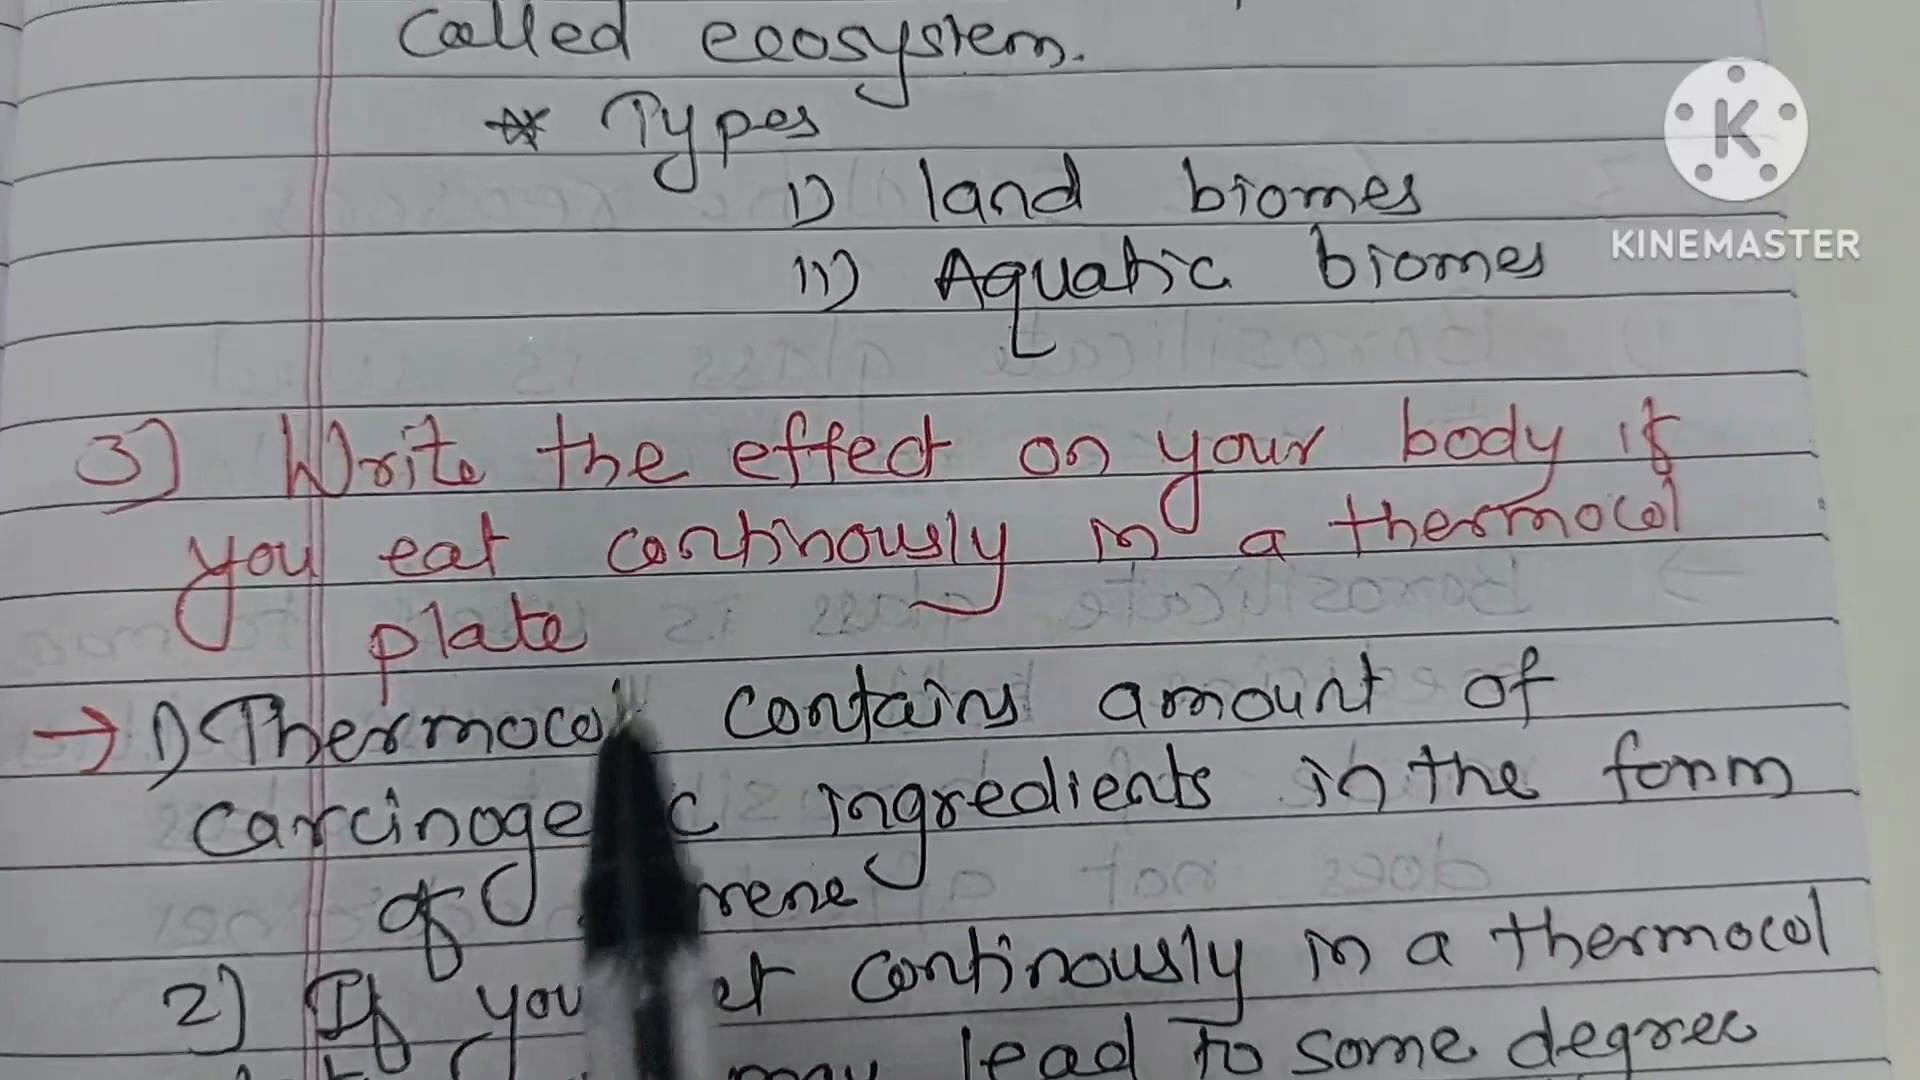 Called ecosystem.
* Types
i) land biomes
ii) Aquatic biomes
KINEMASTER
3) Write the effect on your body if
you eat continously in a thermocol
plate
→ 1) Thermocol contains amount of
ingredients in the form
of
2) If you continously in a thermocol
may lead to some degree